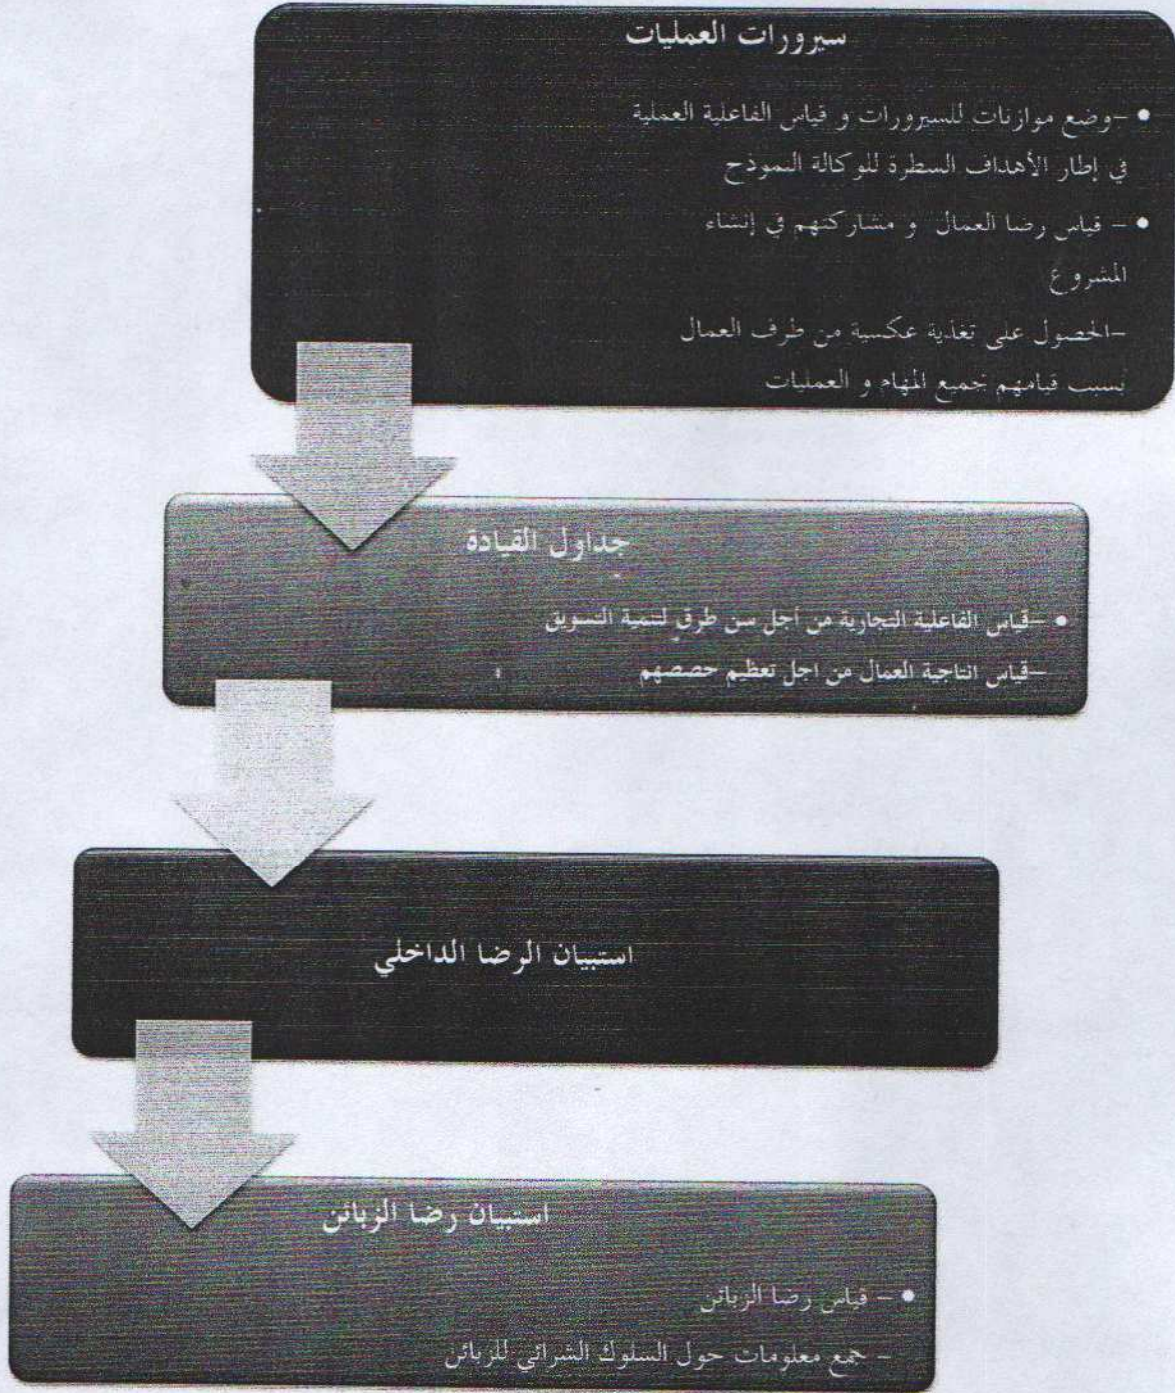 سيرورات العمليات
• -وضع موازنات للسيرورات و قياس الفاعلية العملية
في إطار الأهداف السطرة للوكالة النموذج
• - قياس رضا العمال و مشاركتهم في إنشاء
المشروع
-الحصول على تغذية عكسية من طرف العمال
بسبب قيامهم بجميع المهام و العمليات
جداول القيادة
• -قياس الفاعلية التجارية من أجل سن طرق لتنمية التسويق
-قياس انتاجية العمال من اجل تعظيم حصصهم
استبيان الرضا الداخلي
استبيان رضا الزبائن
• - قياس رضا الزبائن
- جمع معلومات حول السلوك الشرائي للزبائن